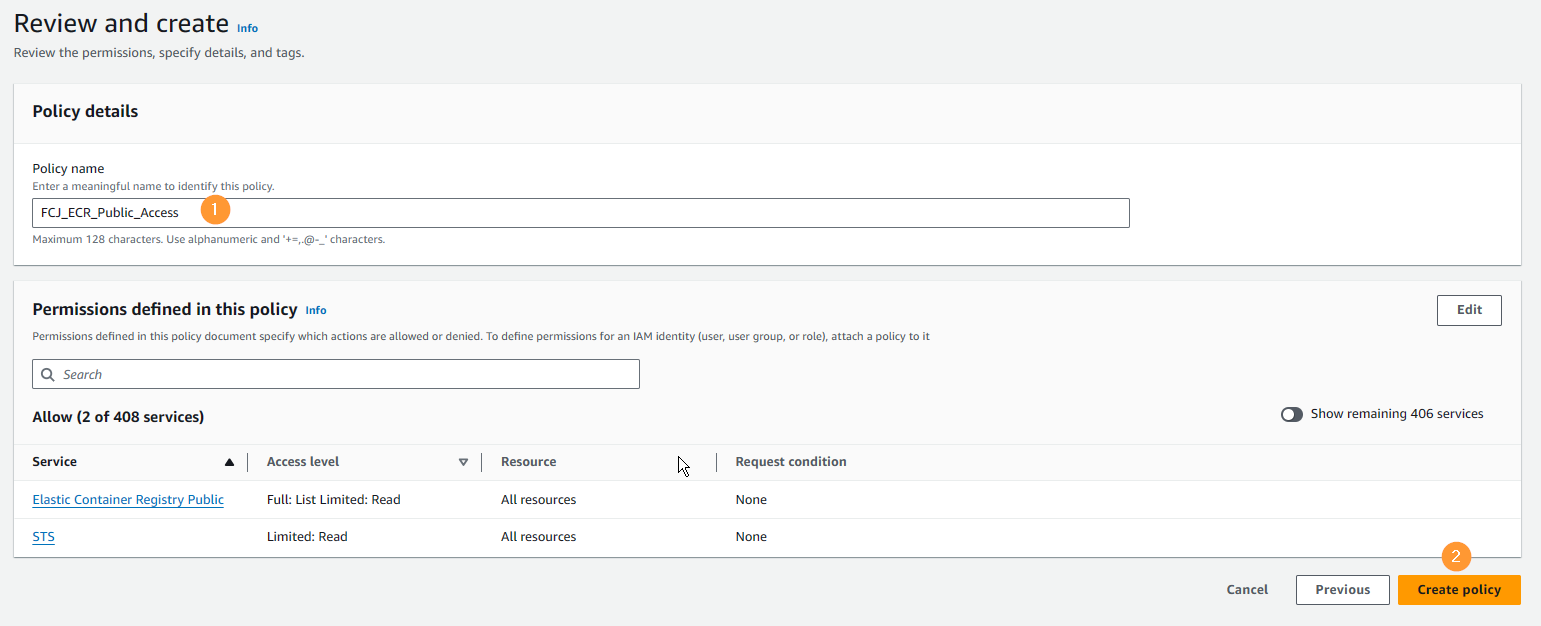 Review and create Info
Review the permissions, specify details, and tags.
Policy details
Policy name
Enter a meaningful name to identify this policy.
FCJ_ECR_Public_Access 1
Maximum 128 characters. Use alphanumeric and '+=,.@-_' characters.
Permissions defined in this policy Info
Edit
Permissions defined in this policy document specify which actions are allowed or denied. To define permissions for an IAM identity (user, user group, or role), attach a policy to it
Search
Allow (2 of 408 services)
Show remaining 406 services
Service Access level Resource Request condition
Elastic Container Registry Public Full: List Limited: Read All resources None
STS Limited: Read All resources None
2
Cancel Previous Create policy